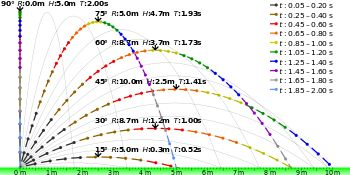 90° R:0.0m H:5.0m T:2.00s
75° R:5.0m H:4.7m T:1.93s
60° R:8.7m H:3.7m T:1.73s
45° R:10.0m H:2.5m T:1.41s
30° R:8.7m H:1.2m T:1.00s
15° R:5.0m H:0.3m T:0.52s
t : 0.05 - 0.20 s
t : 0.25 - 0.40 s
t : 0.45 - 0.60 s
t : 0.65 - 0.80 s
t : 0.85 - 1.00 s
t : 1.05 - 1.20 s
t : 1.25 - 1.40 s
t : 1.45 - 1.60 s
t : 1.65 - 1.80 s
t : 1.85 - 2.00 s
0 m 1 m 2 m 3 m 4 m 5 m 6 m 7 m 8 m 9 m 10 m